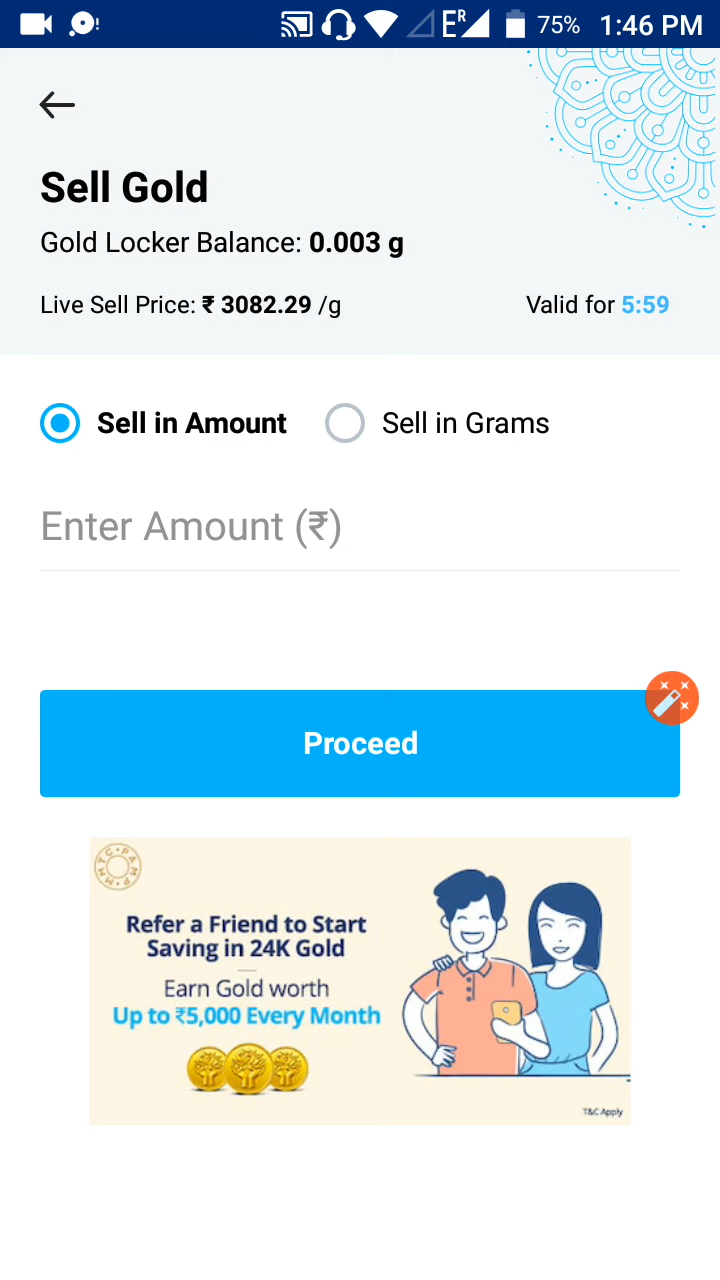 75% 1:46 PM
Sell Gold
Gold Locker Balance: 0.003 g
Live Sell Price: ₹ 3082.29 /g
Valid for 5:59
Sell in Amount
Sell in Grams
Enter Amount (₹)
Proceed
MMTC·PAMP
Refer a Friend to Start
Saving in 24K Gold
Earn Gold worth
Up to ₹5,000 Every Month
T&C Apply